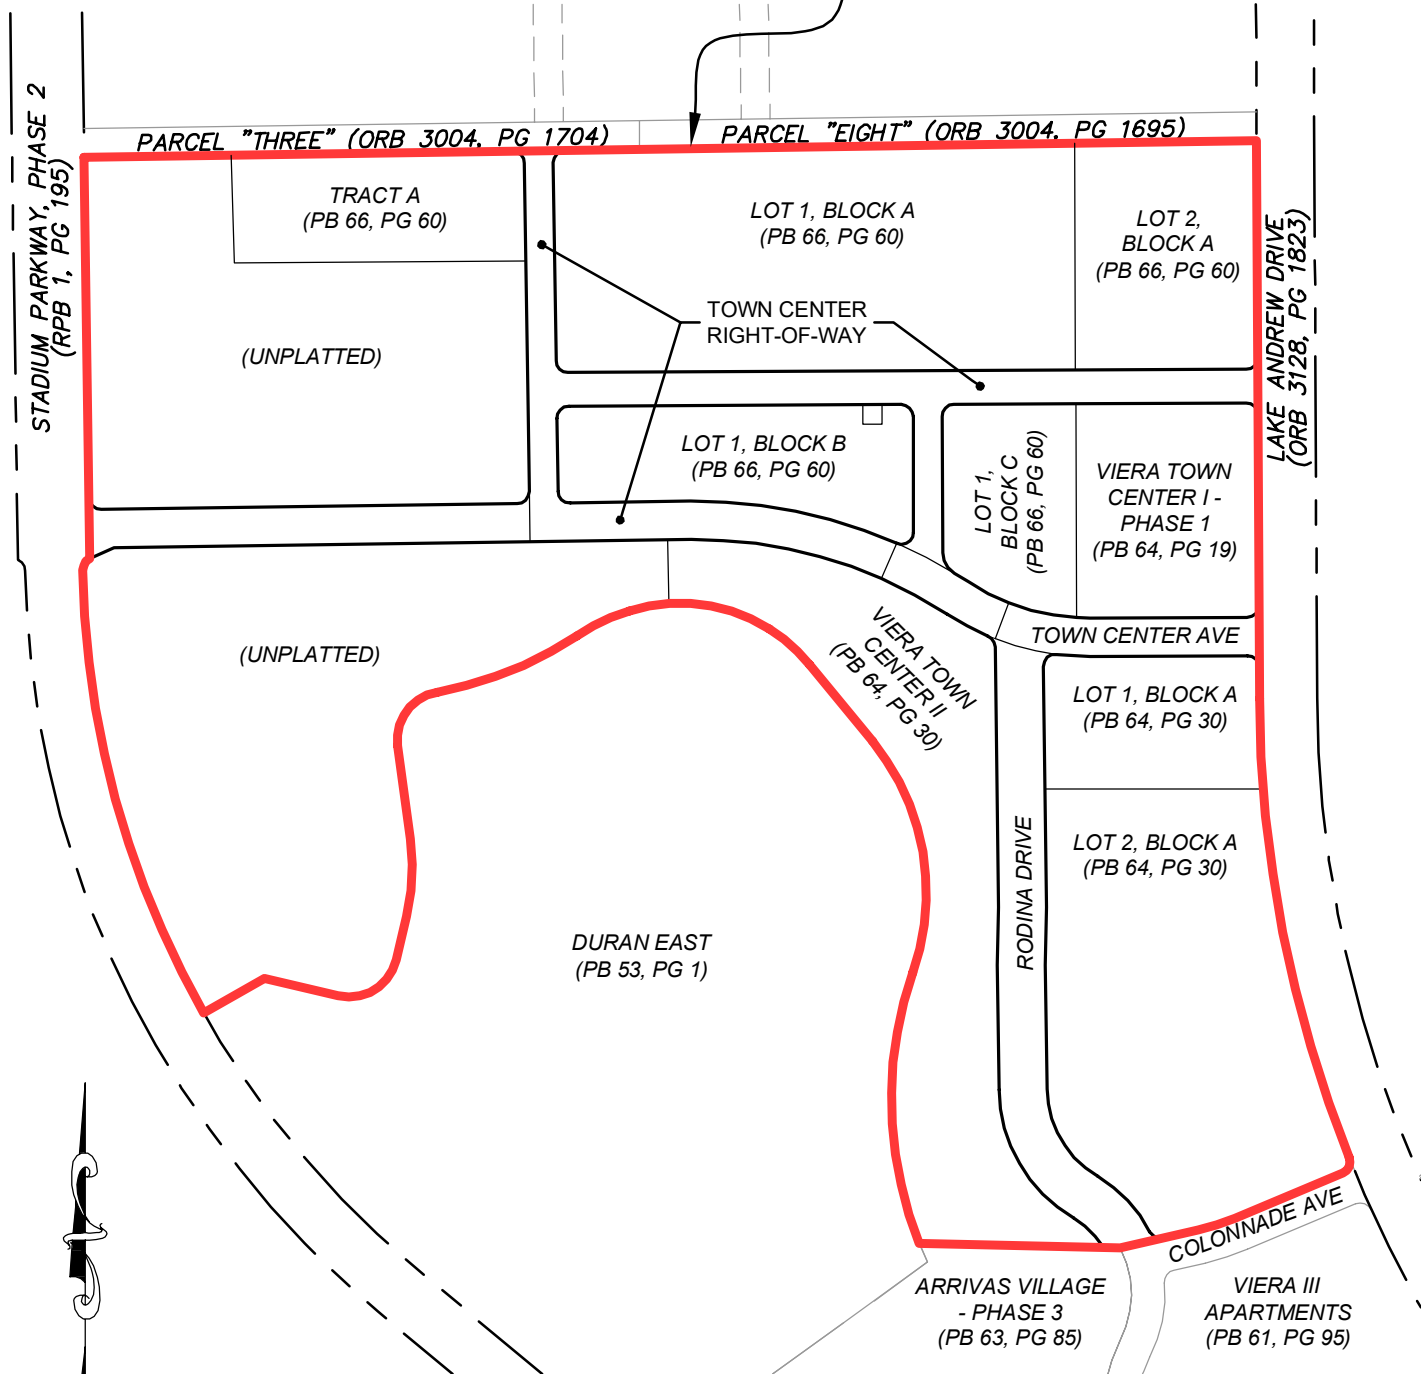 STADIUM PARKWAY, PHASE 2
(RPB 1, PG 195)
PARCEL "THREE" (ORB 3004, PG 1704)
PARCEL "EIGHT" (ORB 3004, PG 1695)
TRACT A
(PB 66, PG 60)
LOT 1, BLOCK A
(PB 66, PG 60)
LOT 2,
BLOCK A
(PB 66, PG 60)
LAKE ANDREW DRIVE
(ORB 3128, PG 1823)
TOWN CENTER
RIGHT-OF-WAY
(UNPLATTED)
LOT 1, BLOCK B
(PB 66, PG 60)
LOT 1,
BLOCK C
(PB 66, PG 60)
VIERA TOWN
CENTER I -
PHASE 1
(PB 64, PG 19)
(UNPLATTED)
VIERA TOWN
CENTER II
(PB 64, PG 30)
TOWN CENTER AVE
LOT 1, BLOCK A
(PB 64, PG 30)
RODINA DRIVE
LOT 2, BLOCK A
(PB 64, PG 30)
DURAN EAST
(PB 53, PG 1)
COLONNADE AVE
ARRIVAS VILLAGE
- PHASE 3
(PB 63, PG 85)
VIERA III
APARTMENTS
(PB 61, PG 95)